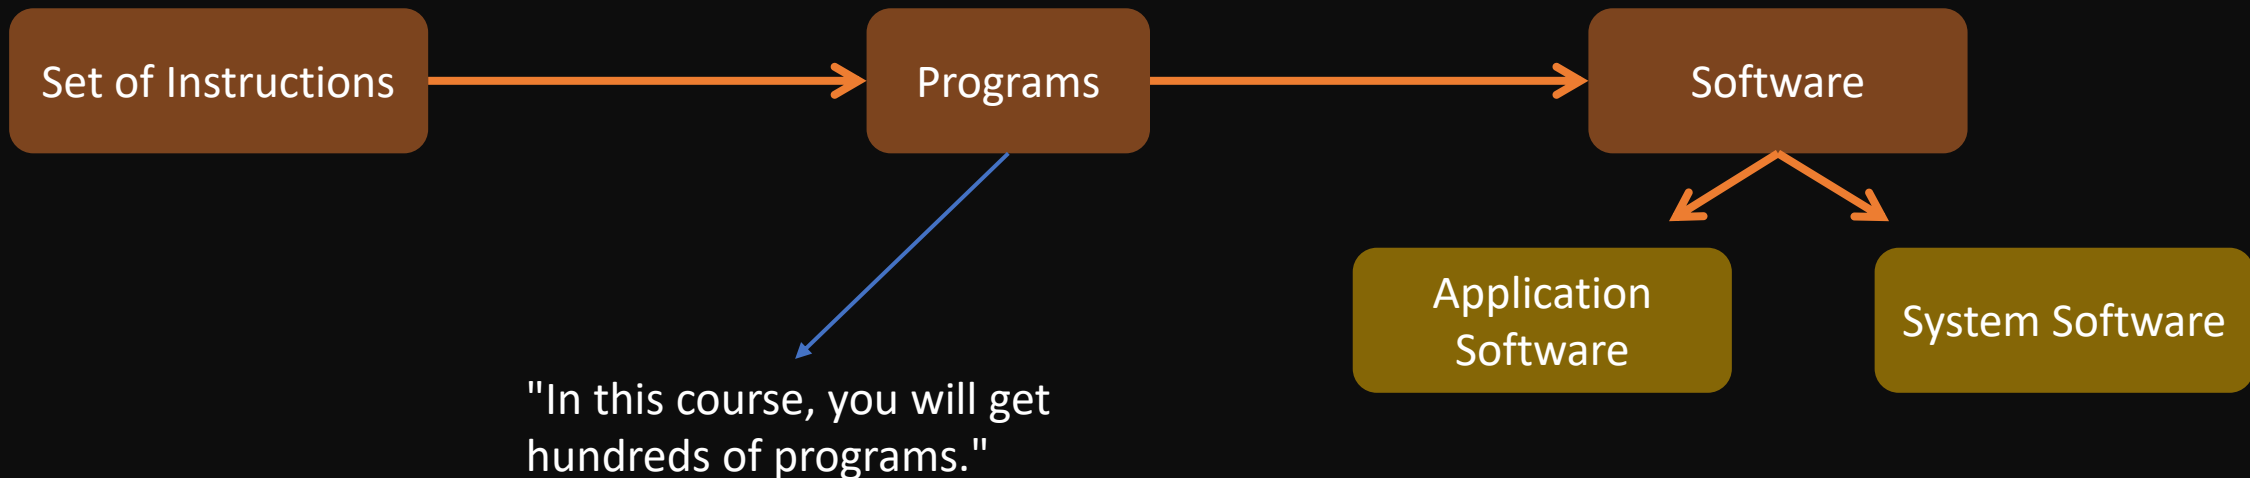 Set of Instructions
Programs
Software
Application
Software
System Software
"In this course, you will get
hundreds of programs."